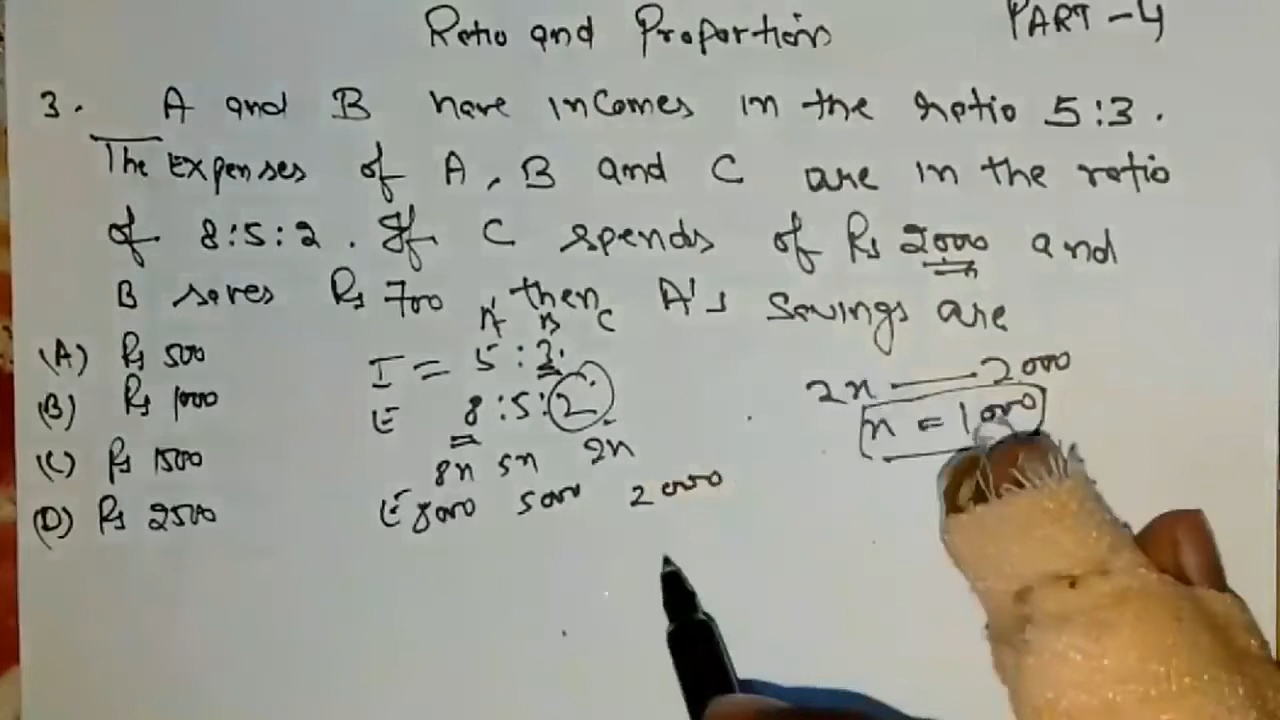 Ratio and Proportion PART-4
3. A and B have incomes in the ratio 5:3.
The Expenses of A, B and C are in the ratio
of 8:5:2. If C spends of Rs 2000 and
B saves Rs 700, then A's Savings are
(A) Rs 500
(B) Rs 1000
(C) Rs 1500
(D) Rs 2500
A B C
I = 5:3:
E 8:5:2
8x 5x 2x
E 8000 5000 2000
2x — 2000
x = 1000